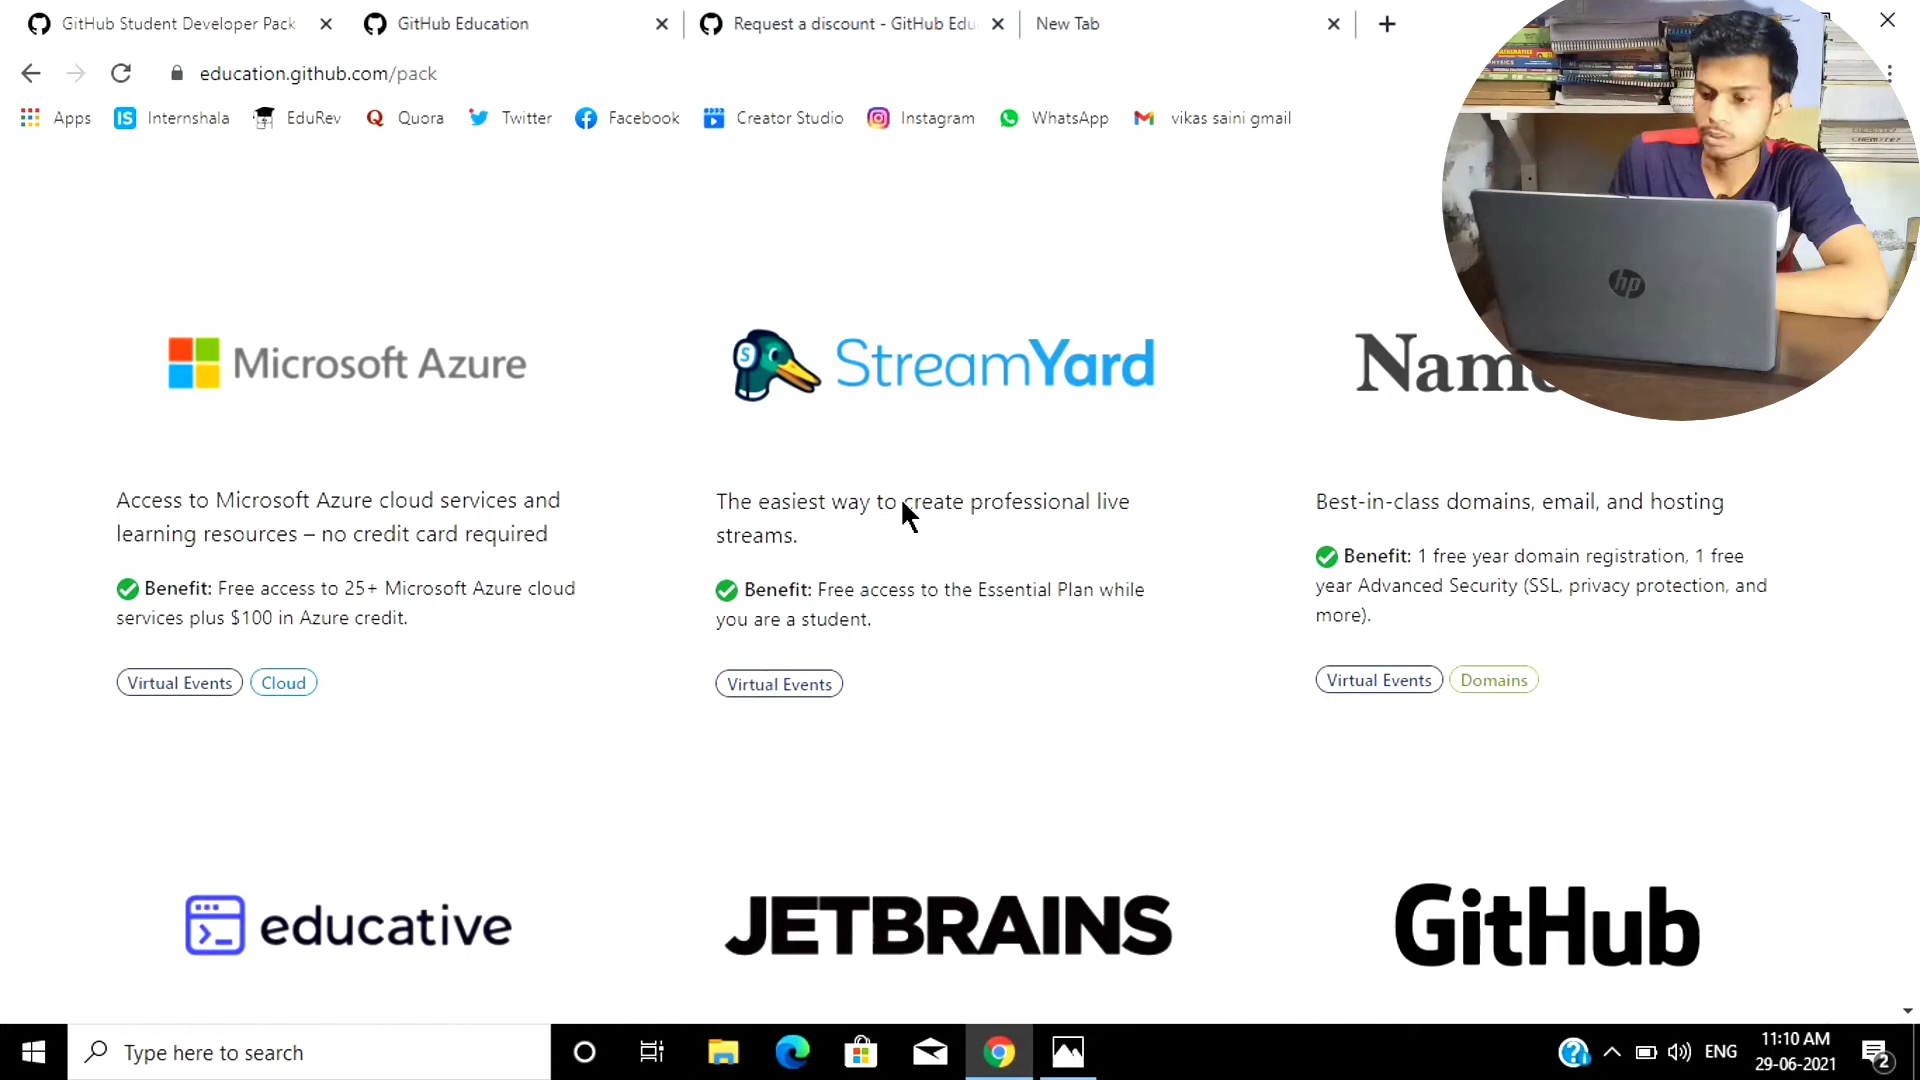 GitHub Student Developer Pack
GitHub Education
Request a discount - GitHub Edu
New Tab
education.github.com/pack
Apps
Internshala
EduRev
Quora
Twitter
Facebook
Creator Studio
Instagram
WhatsApp
vikas saini gmail
Microsoft Azure
Access to Microsoft Azure cloud services and
learning resources – no credit card required
Benefit: Free access to 25+ Microsoft Azure cloud
services plus $100 in Azure credit.
Virtual Events
Cloud
StreamYard
The easiest way to create professional live
streams.
Benefit: Free access to the Essential Plan while
you are a student.
Virtual Events
Best-in-class domains, email, and hosting
Benefit: 1 free year domain registration, 1 free
year Advanced Security (SSL, privacy protection, and
more).
Virtual Events
Domains
educative
JETBRAINS
GitHub
hp
Type here to search
ENG
11:10 AM
29-06-2021
2